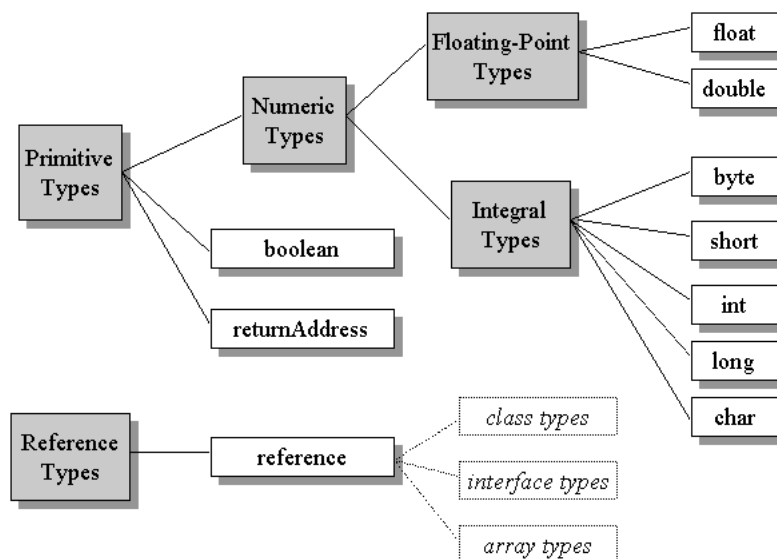 Primitive
Types
Numeric
Types
boolean
returnAddress
Floating-Point
Types
Integral
Types
float
double
byte
short
int
long
char
Reference
Types
reference
class types
interface types
array types